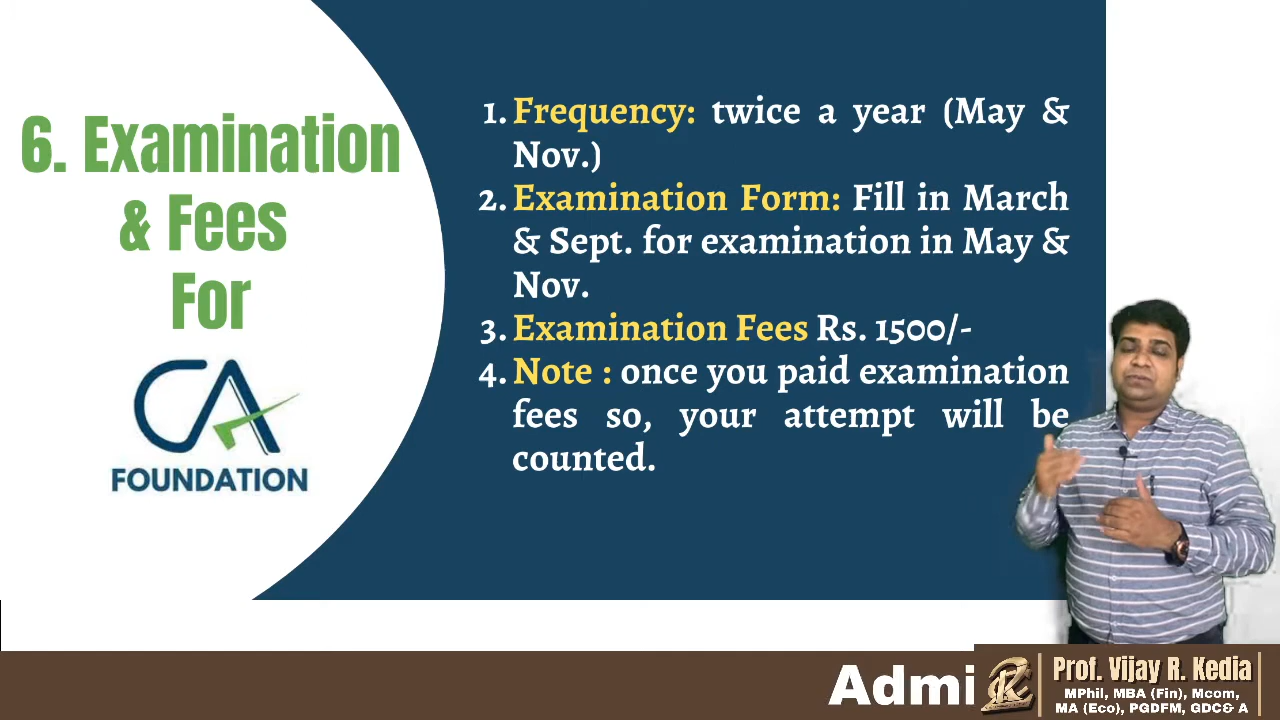 6. Examination
& Fees
For
CA
FOUNDATION
1. Frequency: twice a year (May &
Nov.)
2. Examination Form: Fill in March
& Sept. for examination in May &
Nov.
3. Examination Fees Rs. 1500/-
4. Note : once you paid examination
fees so, your attempt will be
counted.
Admi
Prof. Vijay R. Kedia
MPhil, MBA (Fin), Mcom,
MA (Eco), PGDFM, GDC& A